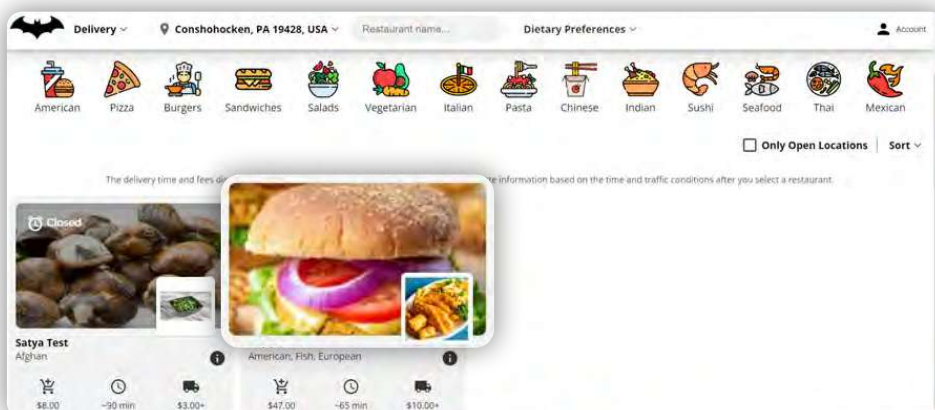 Delivery
Conshohocken, PA 19428, USA
Restaurant name...
Dietary Preferences
Account
American
Pizza
Burgers
Sandwiches
Salads
Vegetarian
Italian
Pasta
Chinese
Indian
Sushi
Seafood
Thai
Mexican
Only Open Locations
Sort
The delivery time and fees di
information based on the time and traffic conditions after you select a restaurant.
Closed
Satya Test
Afghan
American, Fish, European
$8.00
~90 min
$3.00+
$47.00
~65 min
$10.00+